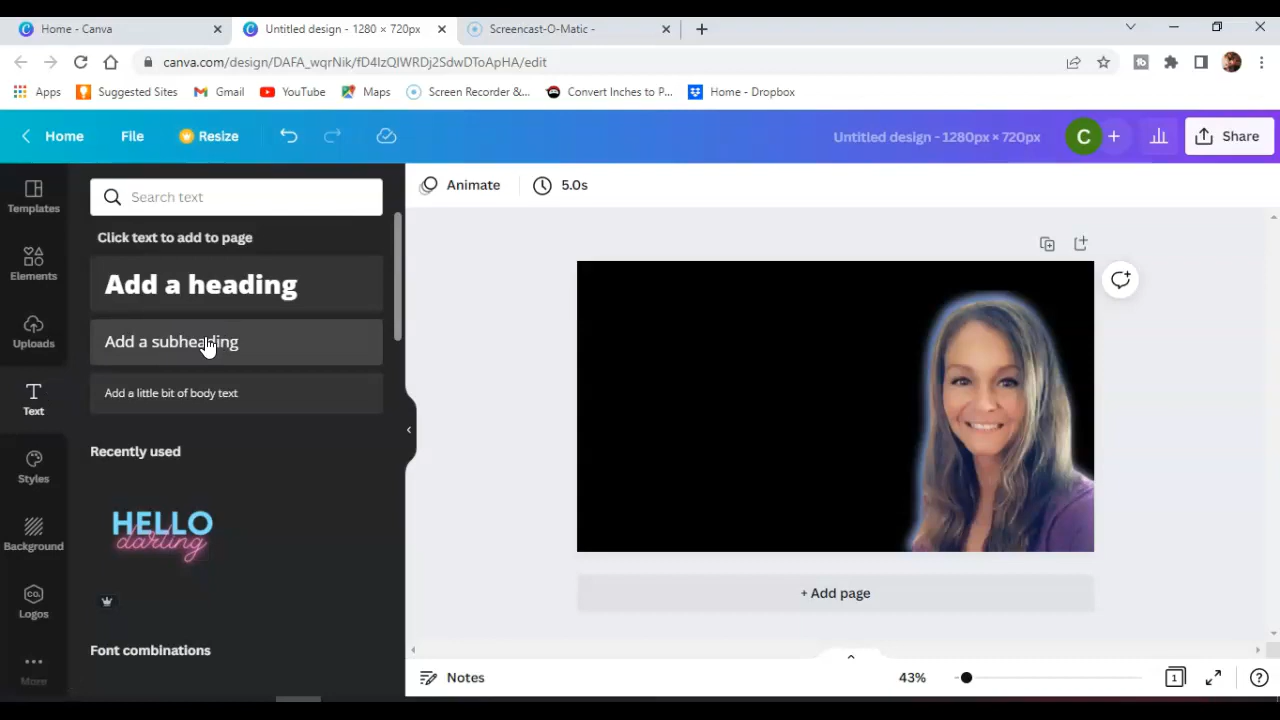 Home - Canva
Untitled design - 1280 × 720px
Screencast-O-Matic -
canva.com/design/DAFA_wqrNik/fD4IzQIWRDj2SdwDToApHA/edit
Apps
Suggested Sites
Gmail
YouTube
Maps
Screen Recorder &...
Convert Inches to P...
Home - Dropbox
Home
File
Resize
Untitled design - 1280px × 720px
C
Share
Templates
Elements
Uploads
Text
Styles
Background
CO.
Logos
More
Search text
Click text to add to page
Add a heading
Add a subheading
Add a little bit of body text
Recently used
HELLO
darling
Font combinations
Animate
5.0s
+ Add page
Notes
43%
1